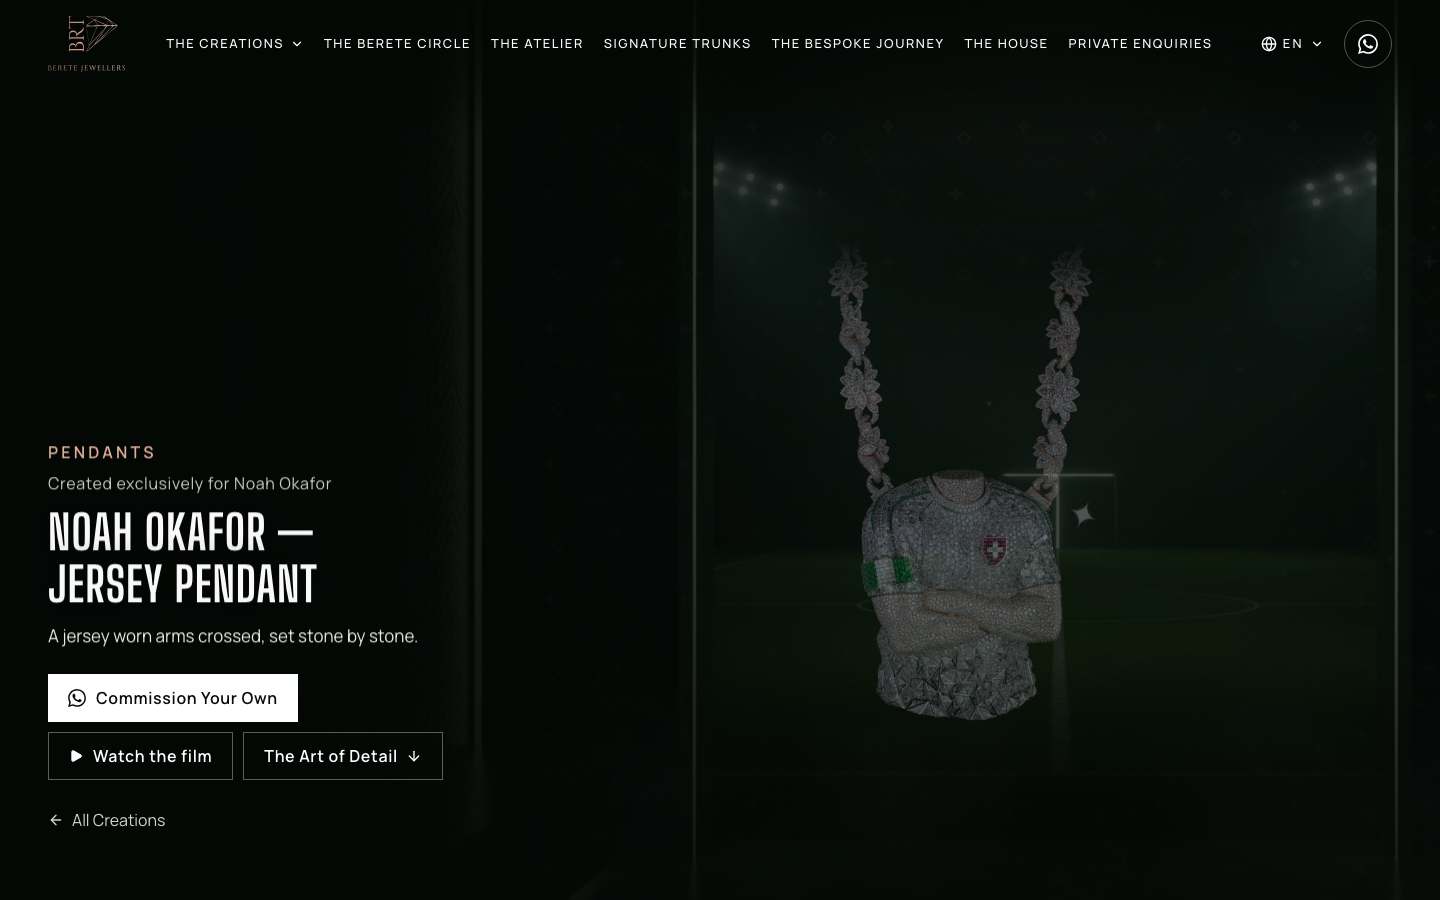 BRT
BERETE JEWELLERS
THE CREATIONS
THE BERETE CIRCLE
THE ATELIER
SIGNATURE TRUNKS
THE BESPOKE JOURNEY
THE HOUSE
PRIVATE ENQUIRIES
EN
PENDANTS
Created exclusively for Noah Okafor
NOAH OKAFOR —
JERSEY PENDANT
A jersey worn arms crossed, set stone by stone.
Commission Your Own
Watch the film
The Art of Detail
All Creations